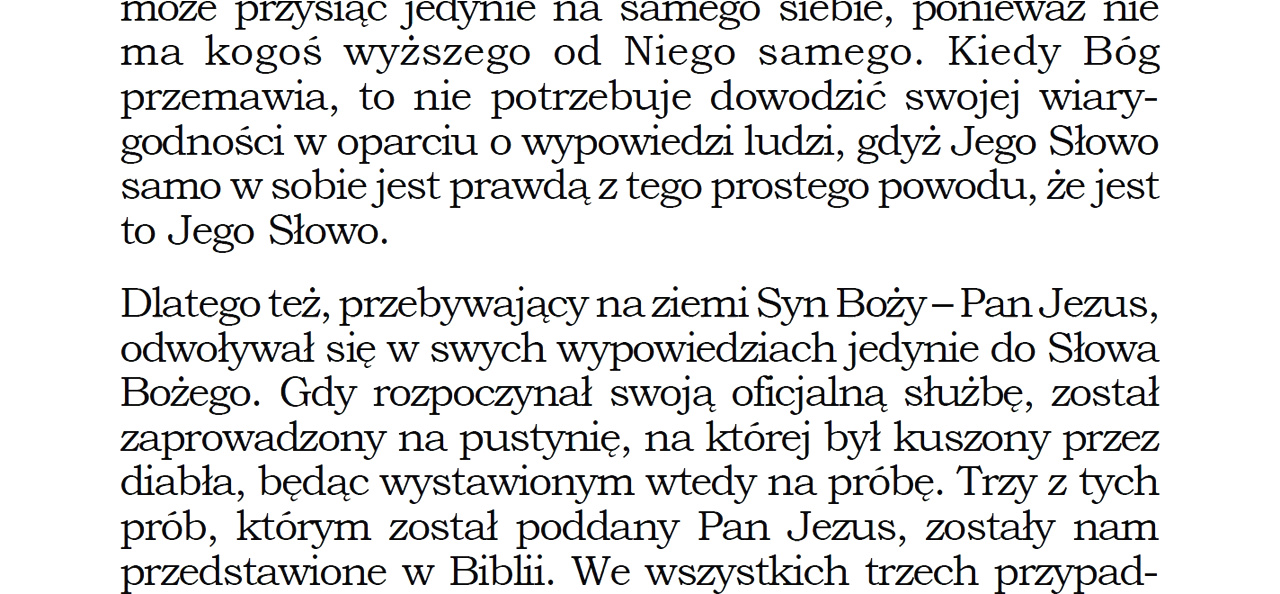 może przysiąc jedynie na samego siebie, ponieważ nie
ma kogoś wyższego od Niego samego. Kiedy Bóg
przemawia, to nie potrzebuje dowodzić swojej wiary-
godności w oparciu o wypowiedzi ludzi, gdyż Jego Słowo
samo w sobie jest prawdą z tego prostego powodu, że jest
to Jego Słowo.
Dlatego też, przebywający na ziemi Syn Boży – Pan Jezus,
odwoływał się w swych wypowiedziach jedynie do Słowa
Bożego. Gdy rozpoczynał swoją oficjalną służbę, został
zaprowadzony na pustynię, na której był kuszony przez
diabła, będąc wystawionym wtedy na próbę. Trzy z tych
prób, którym został poddany Pan Jezus, zostały nam
przedstawione w Biblii. We wszystkich trzech przypad-